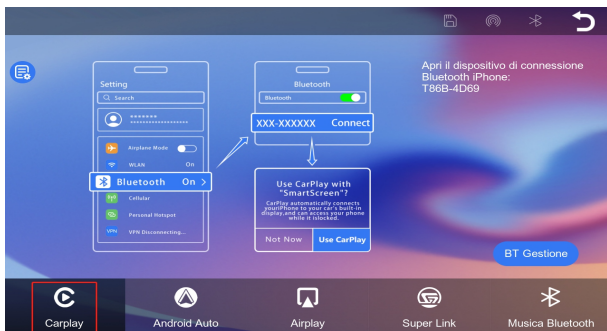 Apri il dispositivo di connessione
Bluetooth iPhone:
T86B-4D69
Setting
Search
*******
******************
Airplane Mode
WLAN On
Bluetooth On >
Cellular
Personal Hotspot
VPN VPN Disconnecting...
Bluetooth
Bluetooth
XXX-XXXXXX Connect
Use CarPlay with
"SmartScreen"?
CarPlay automatically connects
youriPhone to your car's built-in
display,and can access your phone
while it islocked.
Not Now Use CarPlay
BT Gestione
Carplay Android Auto Airplay Super Link Musica Bluetooth